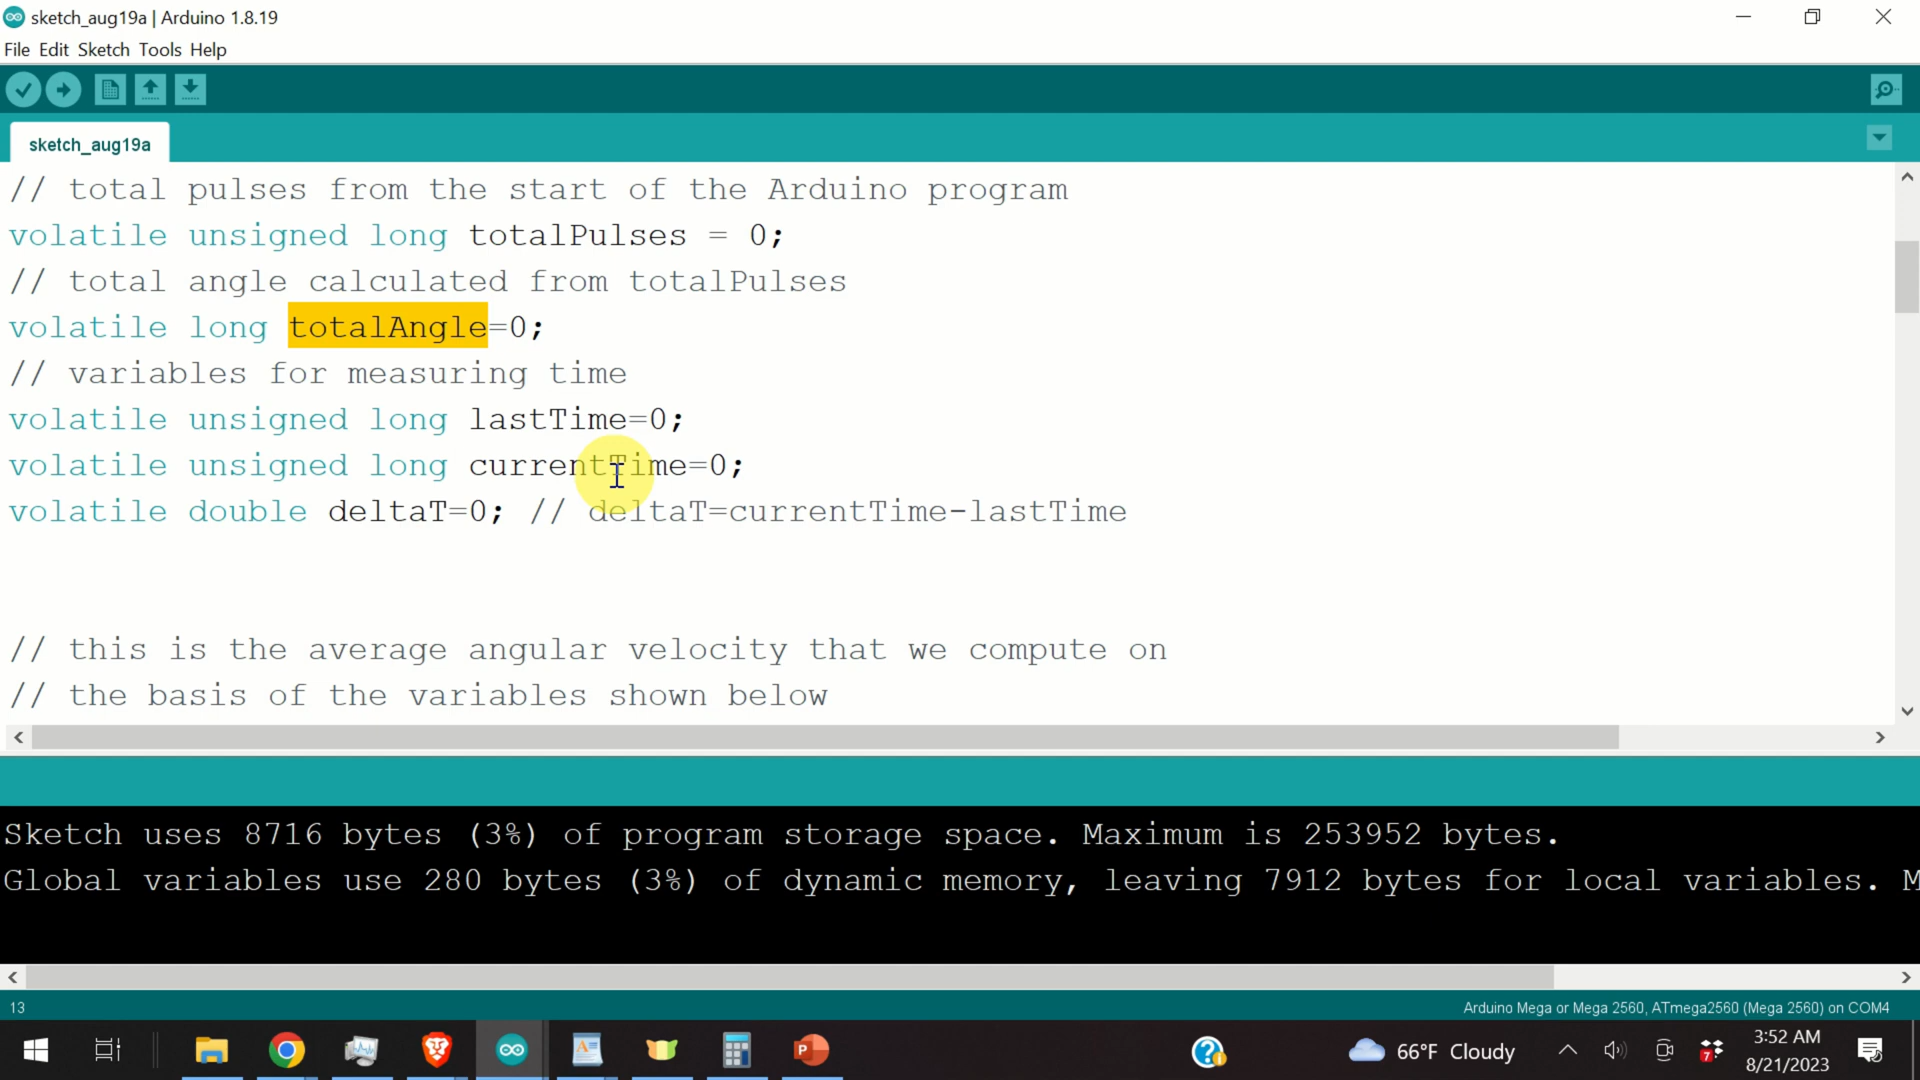 sketch_aug19a | Arduino 1.8.19
File Edit Sketch Tools Help
sketch_aug19a
// total pulses from the start of the Arduino program
volatile unsigned long totalPulses = 0;
// total angle calculated from totalPulses
volatile long totalAngle=0;
// variables for measuring time
volatile unsigned long lastTime=0;
volatile unsigned long currentTime=0;
volatile double deltaT=0; // deltaT=currentTime-lastTime
// this is the average angular velocity that we compute on
// the basis of the variables shown below
Sketch uses 8716 bytes (3%) of program storage space. Maximum is 253952 bytes.
Global variables use 280 bytes (3%) of dynamic memory, leaving 7912 bytes for local variables. M
13
Arduino Mega or Mega 2560, ATmega2560 (Mega 2560) on COM4
66°F Cloudy
7
3:52 AM
8/21/2023